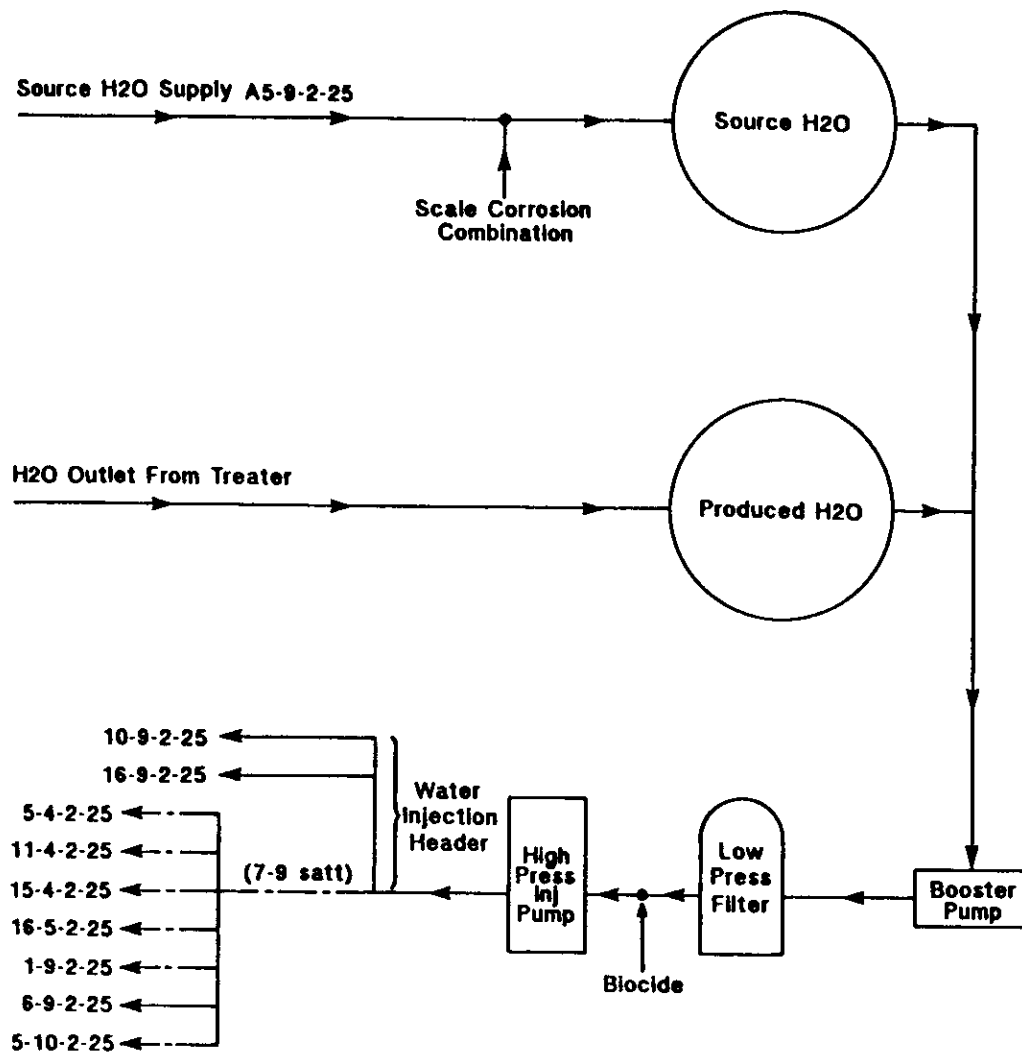 Source H2O Supply A5-9-2-25
Source H2O
Scale Corrosion
Combination
H2O Outlet From Treater
Produced H2O
10-9-2-25
16-9-2-25
Water
Injection
Header
5-4-2-25
11-4-2-25
15-4-2-25
16-5-2-25
1-9-2-25
6-9-2-25
5-10-2-25
(7-9 satt)
High
Press
Inj
Pump
Biocide
Low
Press
Filter
Booster
Pump